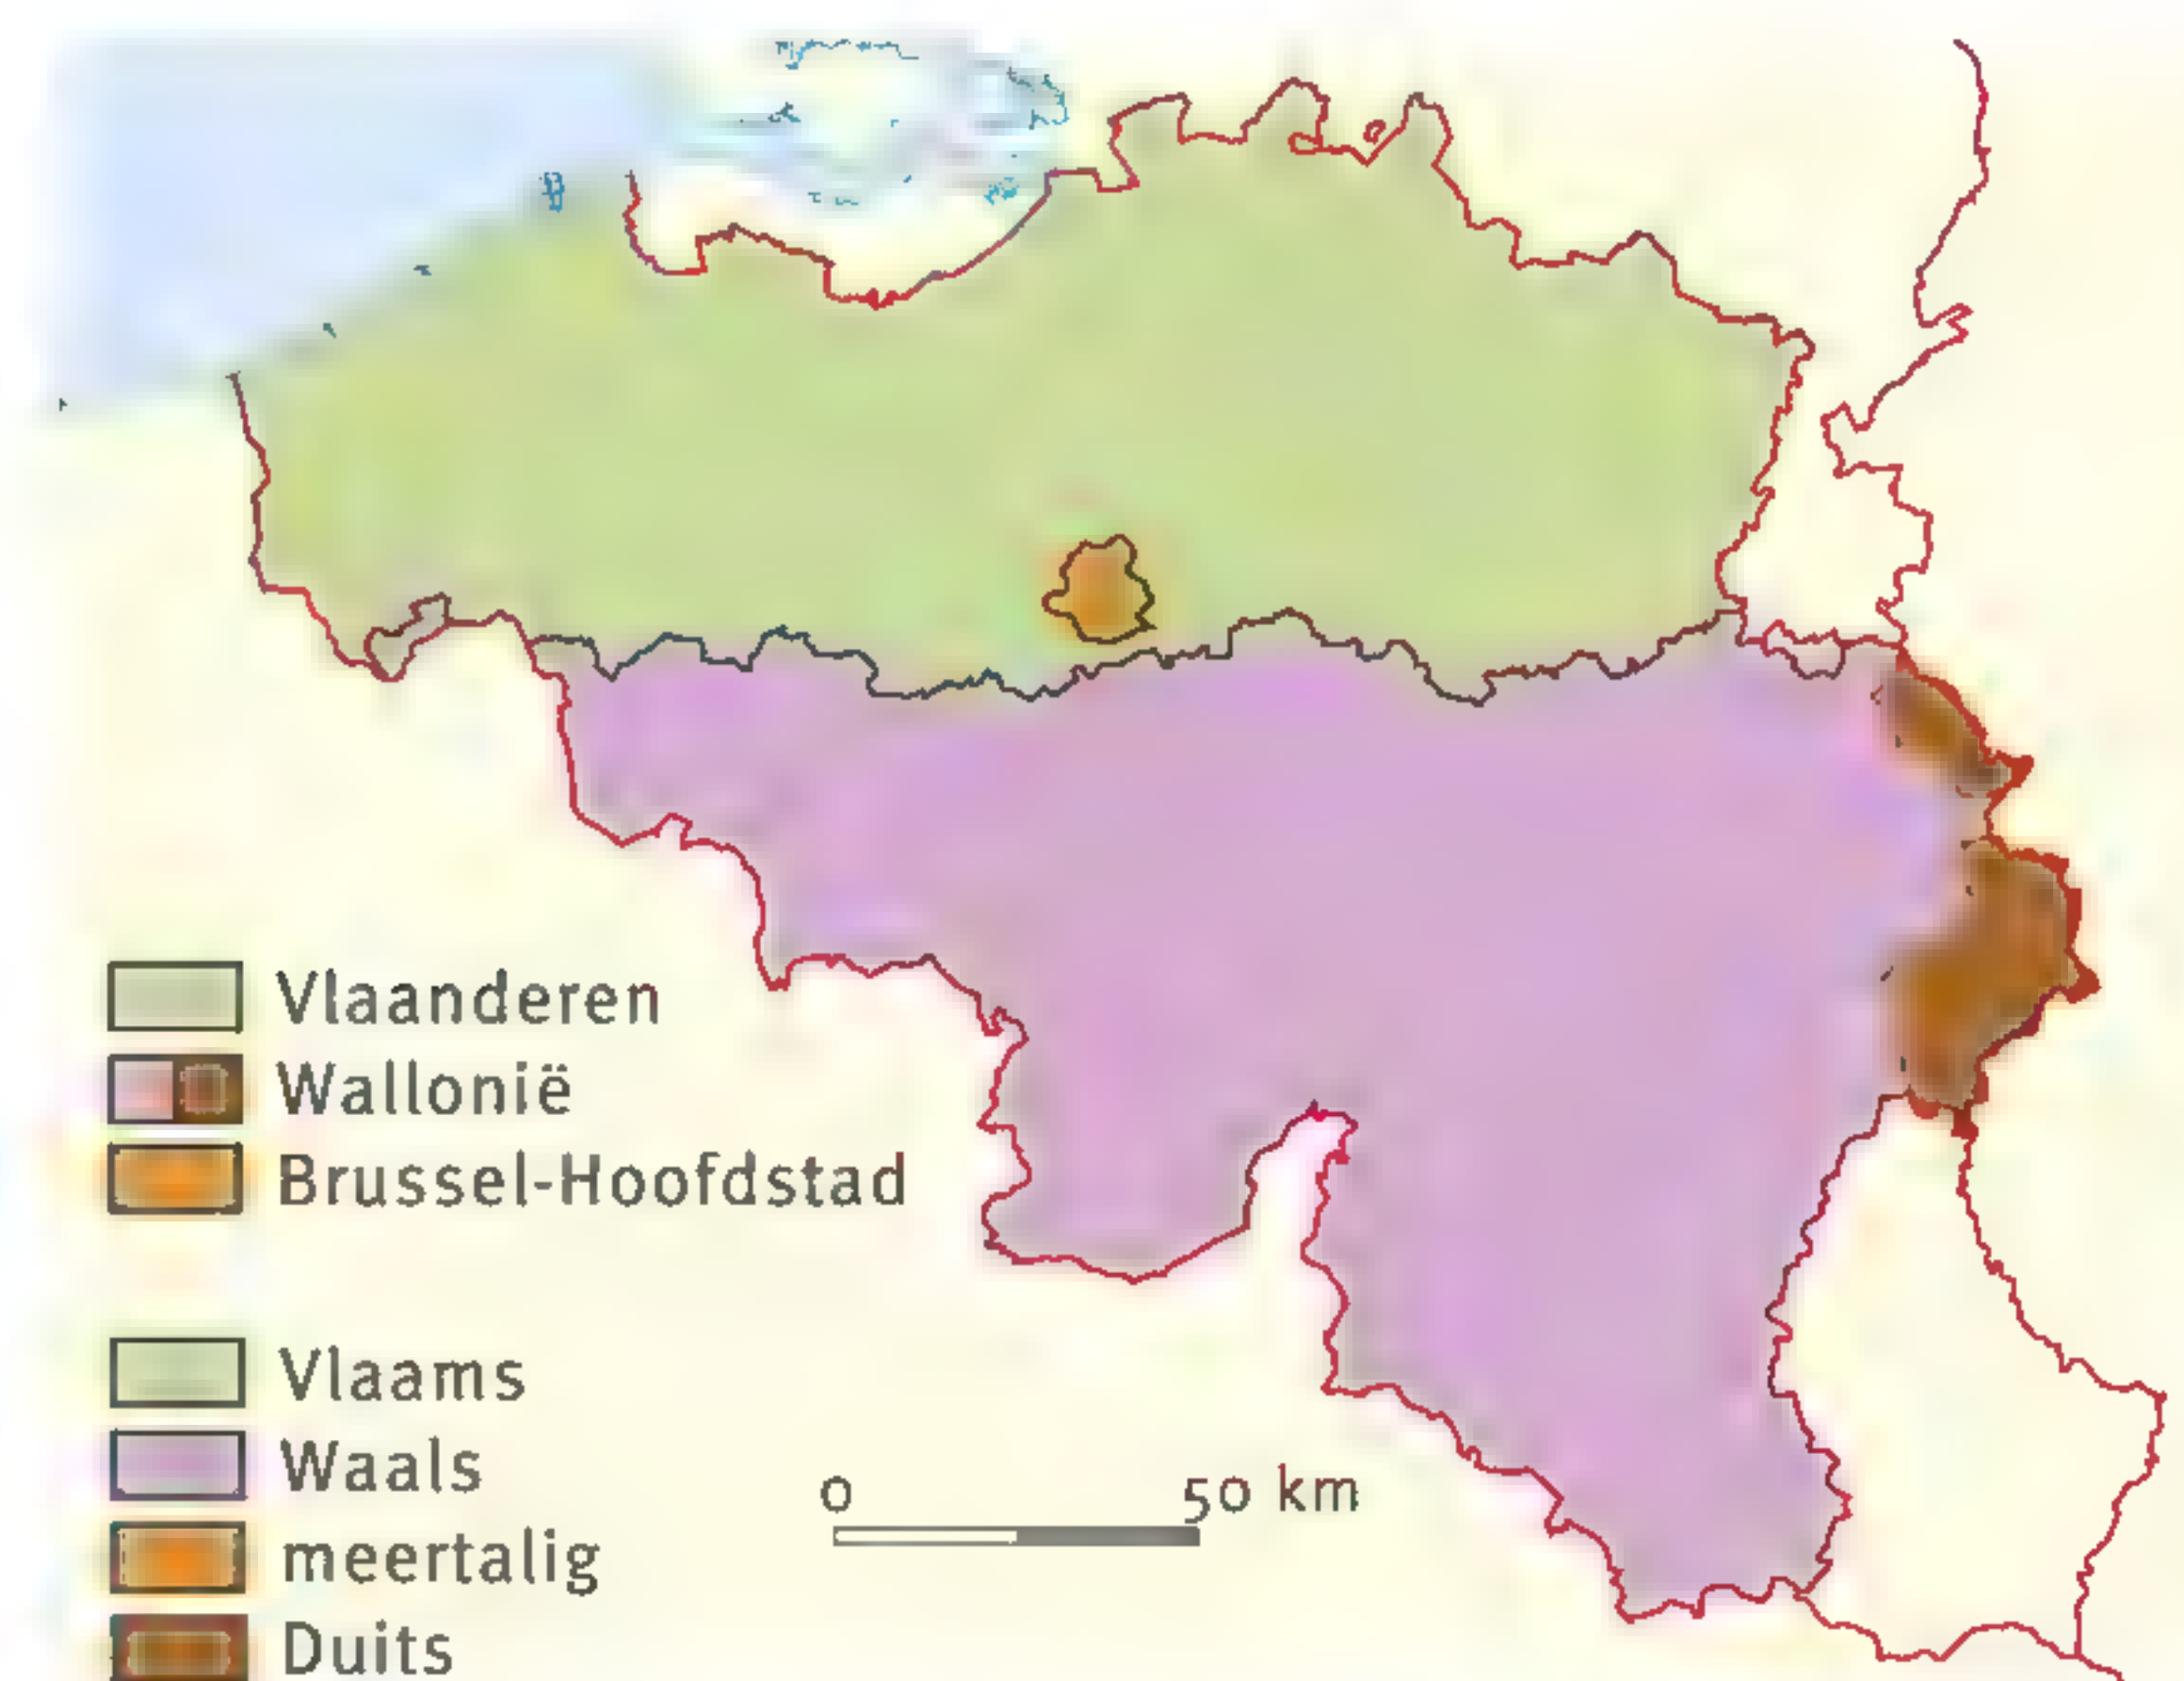 Vlaanderen
Wallonië
Brussel-Hoofdstad
Vlaams
Waals
meertalig
Duits
0 50 km